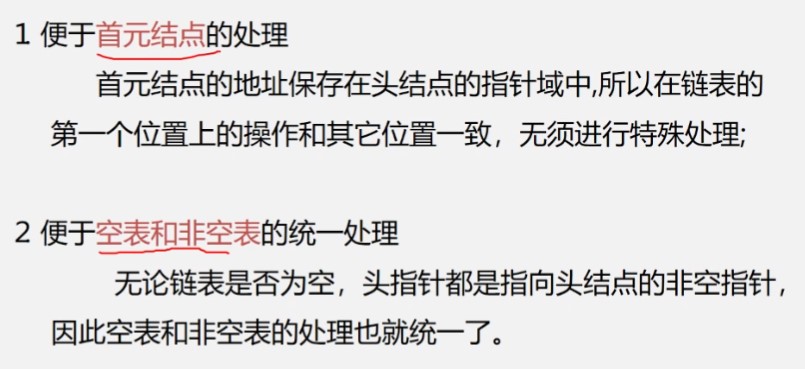 1 便于首元结点的处理
首元结点的地址保存在头结点的指针域中,所以在链表的
第一个位置上的操作和其它位置一致，无须进行特殊处理;
2 便于空表和非空表的统一处理
无论链表是否为空，头指针都是指向头结点的非空指针，
因此空表和非空表的处理也就统一了。